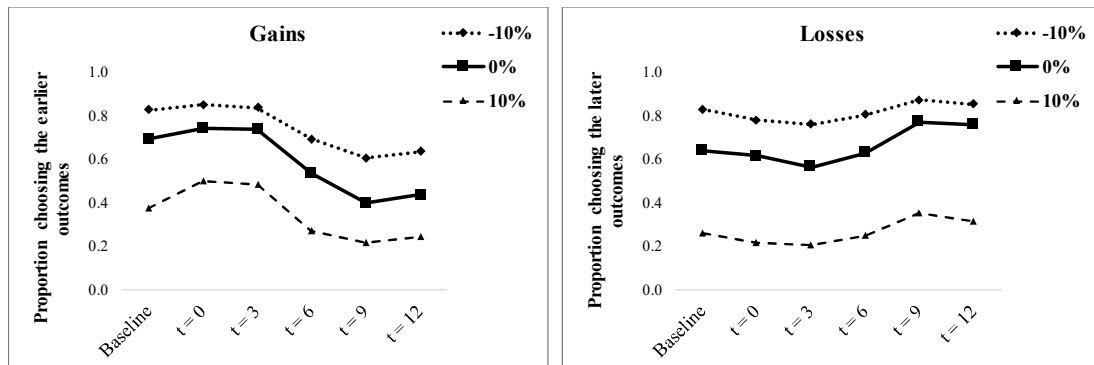 Gains
-10%
0%
10%
Proportion choosing the earlier
outcomes
1.0
0.8
0.6
0.4
0.2
0.0
Baseline
t = 0
t = 3
t = 6
t = 9
t = 12
Losses
-10%
0%
10%
Proportion choosing the later
outcomes
1.0
0.8
0.6
0.4
0.2
0.0
Baseline
t = 0
t = 3
t = 6
t = 9
t = 12